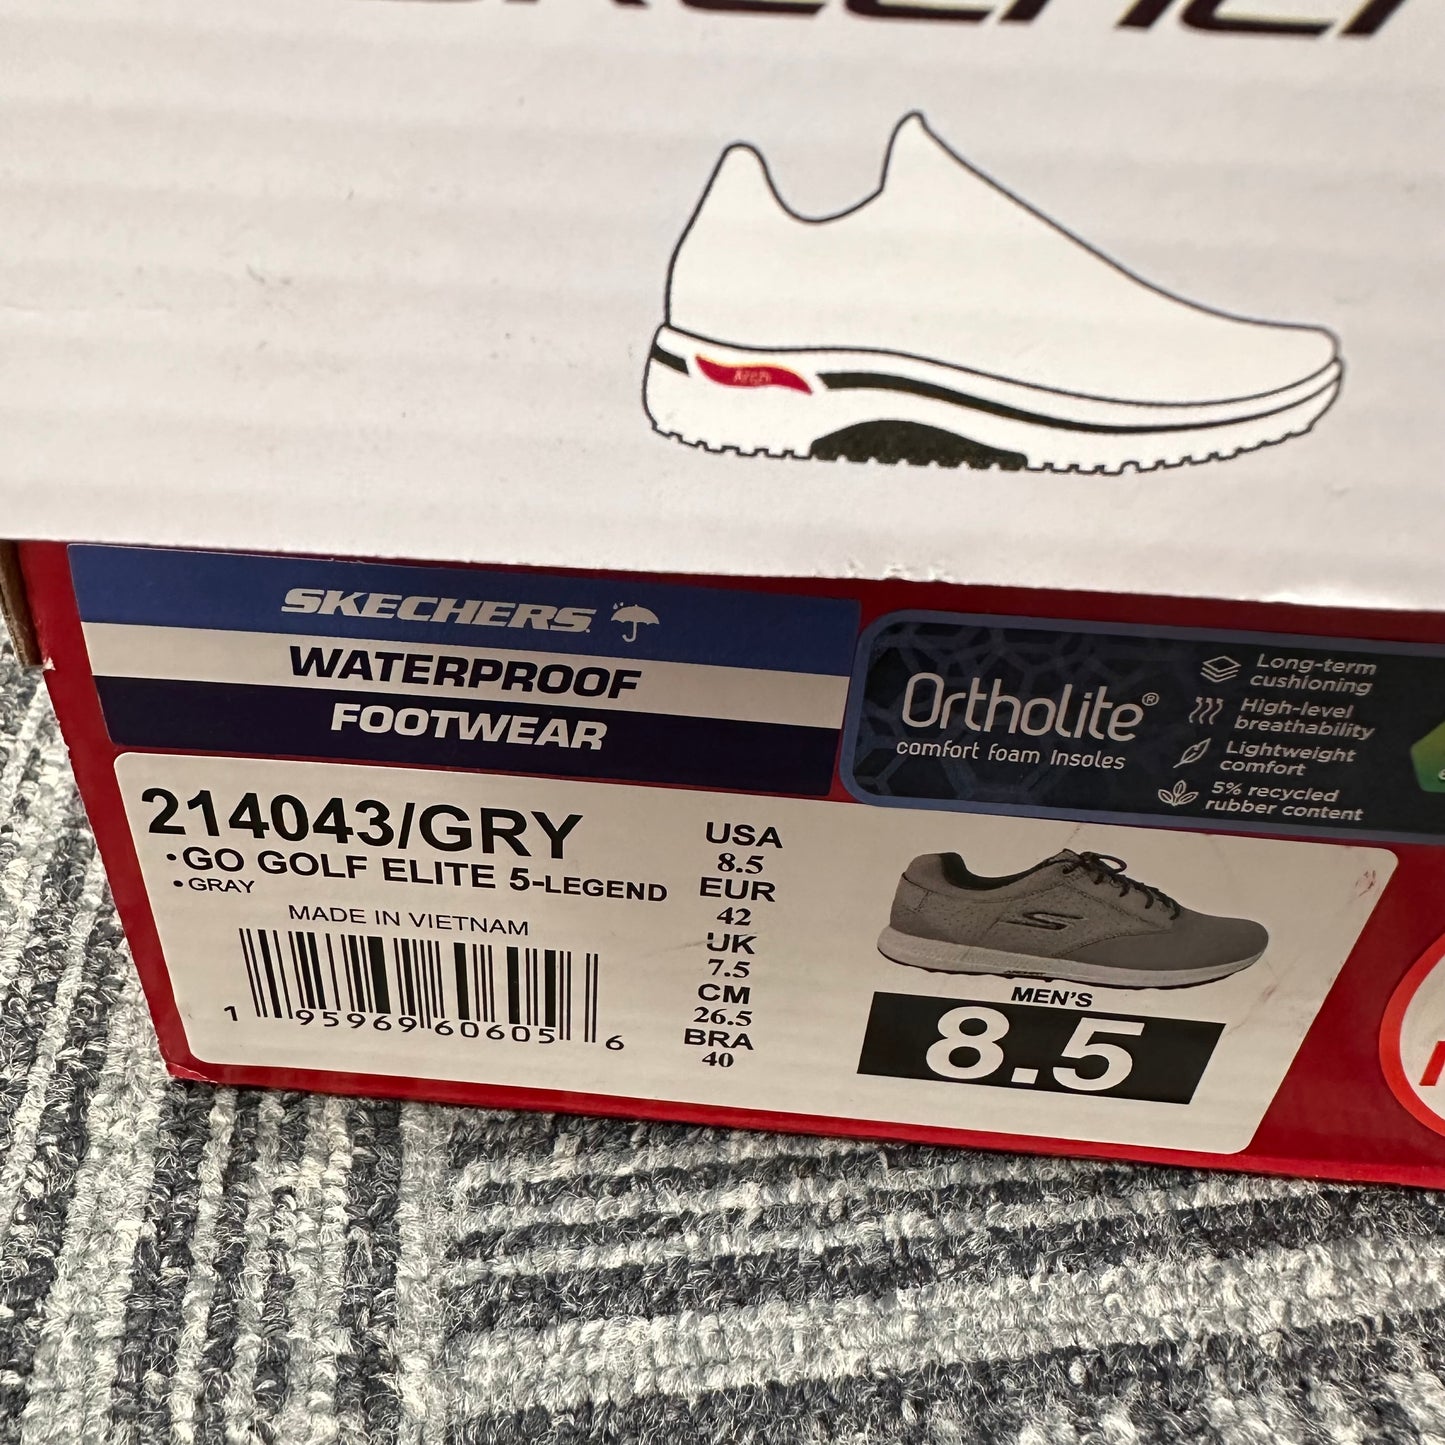 Arch
SKECHERS
WATERPROOF
FOOTWEAR
OrthoLite®
comfort foam insoles
Long-term
cushioning
High-level
breathability
Lightweight
comfort
5% recycled
rubber content
214043/GRY
•GO GOLF ELITE 5-LEGEND
•GRAY
MADE IN VIETNAM
1 95969 60605 6
USA
8.5
EUR
42
UK
7.5
CM
26.5
BRA
40
MEN'S
8.5